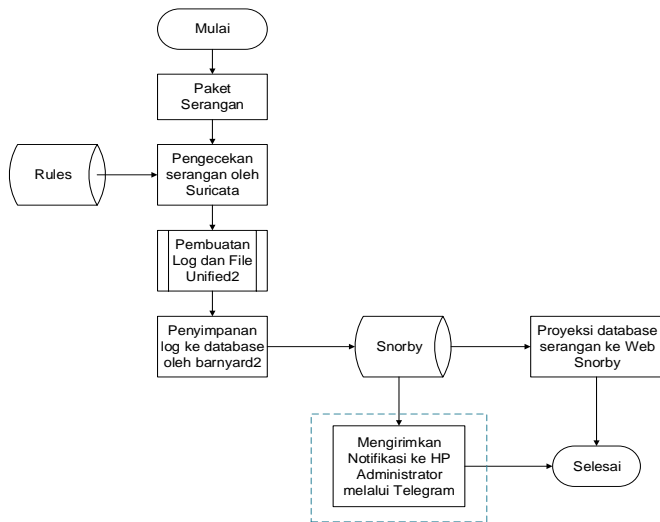 Mulai
Paket
Serangan
Rules
Pengecekan
serangan oleh
Suricata
Pembuatan
Log dan File
Unified2
Penyimpanan
log ke database
oleh barnyard2
Snorby
Proyeksi database
serangan ke Web
Snorby
Mengirimkan
Notifikasi ke HP
Administrator
melalui Telegram
Selesai